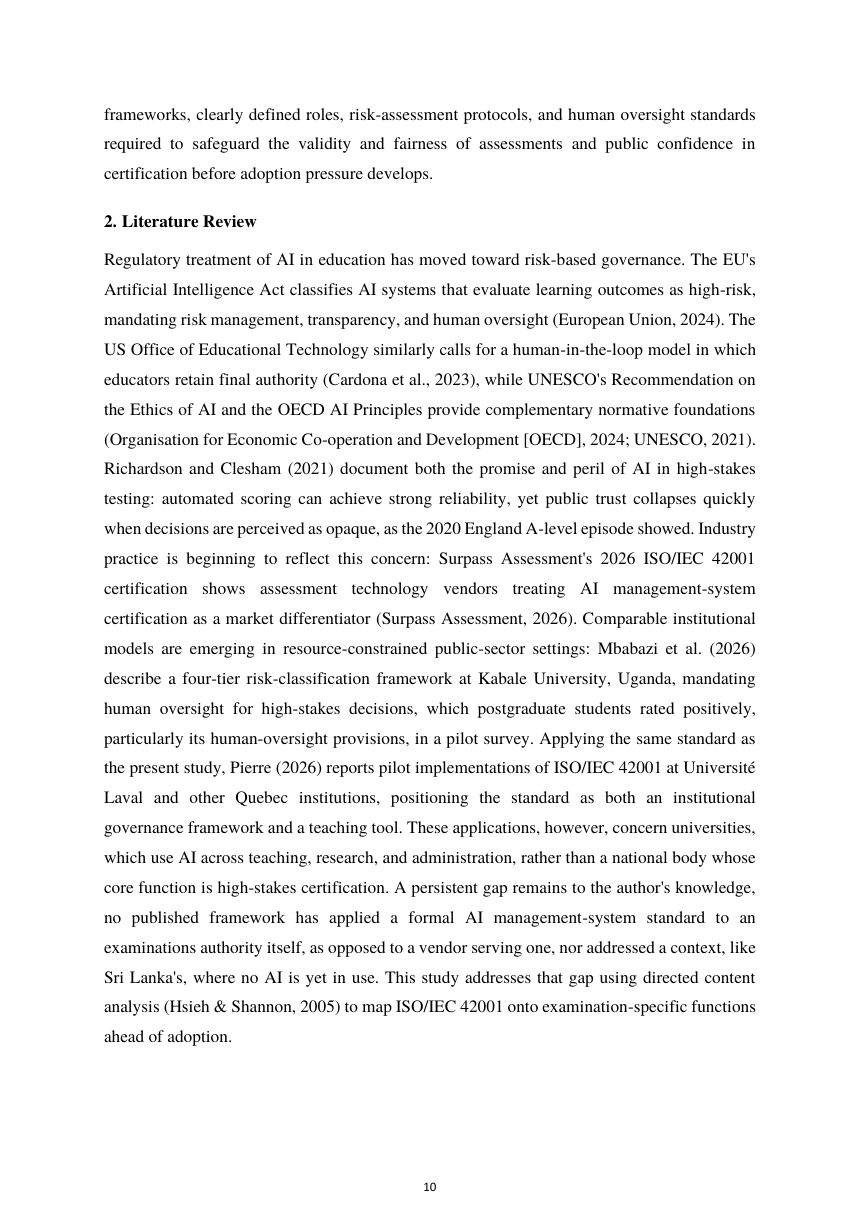 frameworks, clearly defined roles, risk-assessment protocols, and human oversight standards
required to safeguard the validity and fairness of assessments and public confidence in
certification before adoption pressure develops.
2. Literature Review
Regulatory treatment of AI in education has moved toward risk-based governance. The EU's
Artificial Intelligence Act classifies AI systems that evaluate learning outcomes as high-risk,
mandating risk management, transparency, and human oversight (European Union, 2024). The
US Office of Educational Technology similarly calls for a human-in-the-loop model in which
educators retain final authority (Cardona et al., 2023), while UNESCO's Recommendation on
the Ethics of AI and the OECD AI Principles provide complementary normative foundations
(Organisation for Economic Co-operation and Development [OECD], 2024; UNESCO, 2021).
Richardson and Clesham (2021) document both the promise and peril of AI in high-stakes
testing: automated scoring can achieve strong reliability, yet public trust collapses quickly
when decisions are perceived as opaque, as the 2020 England A-level episode showed. Industry
practice is beginning to reflect this concern: Surpass Assessment's 2026 ISO/IEC 42001
certification shows assessment technology vendors treating AI management-system
certification as a market differentiator (Surpass Assessment, 2026). Comparable institutional
models are emerging in resource-constrained public-sector settings: Mbabazi et al. (2026)
describe a four-tier risk-classification framework at Kabale University, Uganda, mandating
human oversight for high-stakes decisions, which postgraduate students rated positively,
particularly its human-oversight provisions, in a pilot survey. Applying the same standard as
the present study, Pierre (2026) reports pilot implementations of ISO/IEC 42001 at Université
Laval and other Quebec institutions, positioning the standard as both an institutional
governance framework and a teaching tool. These applications, however, concern universities,
which use AI across teaching, research, and administration, rather than a national body whose
core function is high-stakes certification. A persistent gap remains to the author's knowledge,
no published framework has applied a formal AI management-system standard to an
examinations authority itself, as opposed to a vendor serving one, nor addressed a context, like
Sri Lanka's, where no AI is yet in use. This study addresses that gap using directed content
analysis (Hsieh & Shannon, 2005) to map ISO/IEC 42001 onto examination-specific functions
ahead of adoption.
10